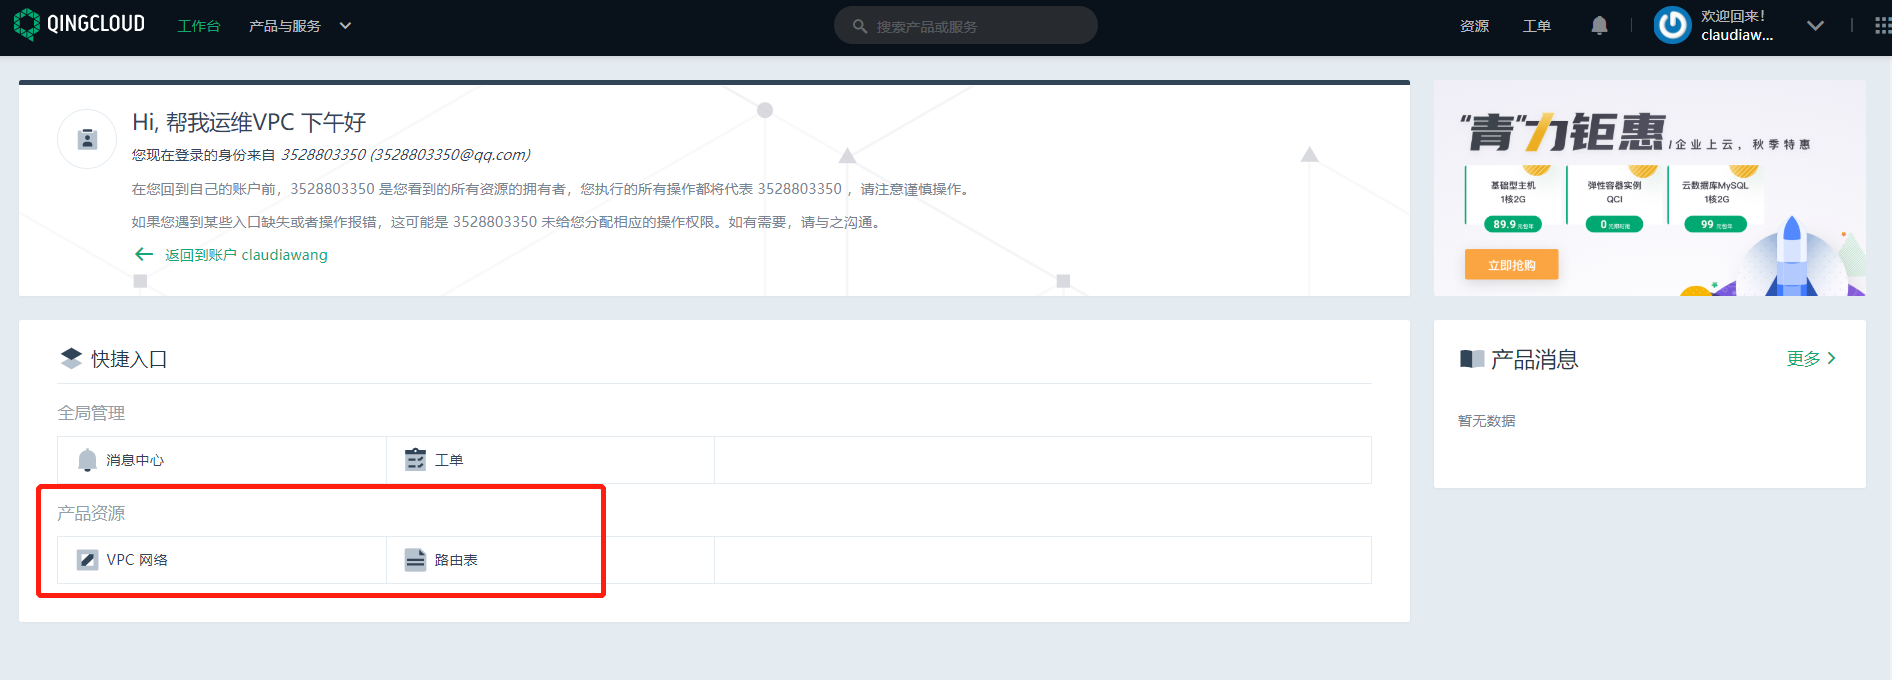 QINGCLOUD
工作台
产品与服务
搜索产品或服务
资源
工单
欢迎回来!
claudiaw...
Hi, 帮我运维VPC 下午好
您现在登录的身份来自 3528803350 (3528803350@qq.com)
在您回到自己的账户前，3528803350 是您看到的所有资源的拥有者，您执行的所有操作都将代表 3528803350 ，请注意谨慎操作。
如果您遇到某些入口缺失或者操作报错，这可能是 3528803350 未给您分配相应的操作权限。如有需要，请与之沟通。
返回到账户 claudiawang
“青”力钜惠 /企业上云，秋季特惠
基础型主机
1核2G
89.9 元包年
弹性容器实例
QCI
云数据库MySQL
1核2G
99 元包年
立即抢购
快捷入口
全局管理
消息中心
工单
产品资源
VPC 网络
路由表
产品消息
更多
暂无数据